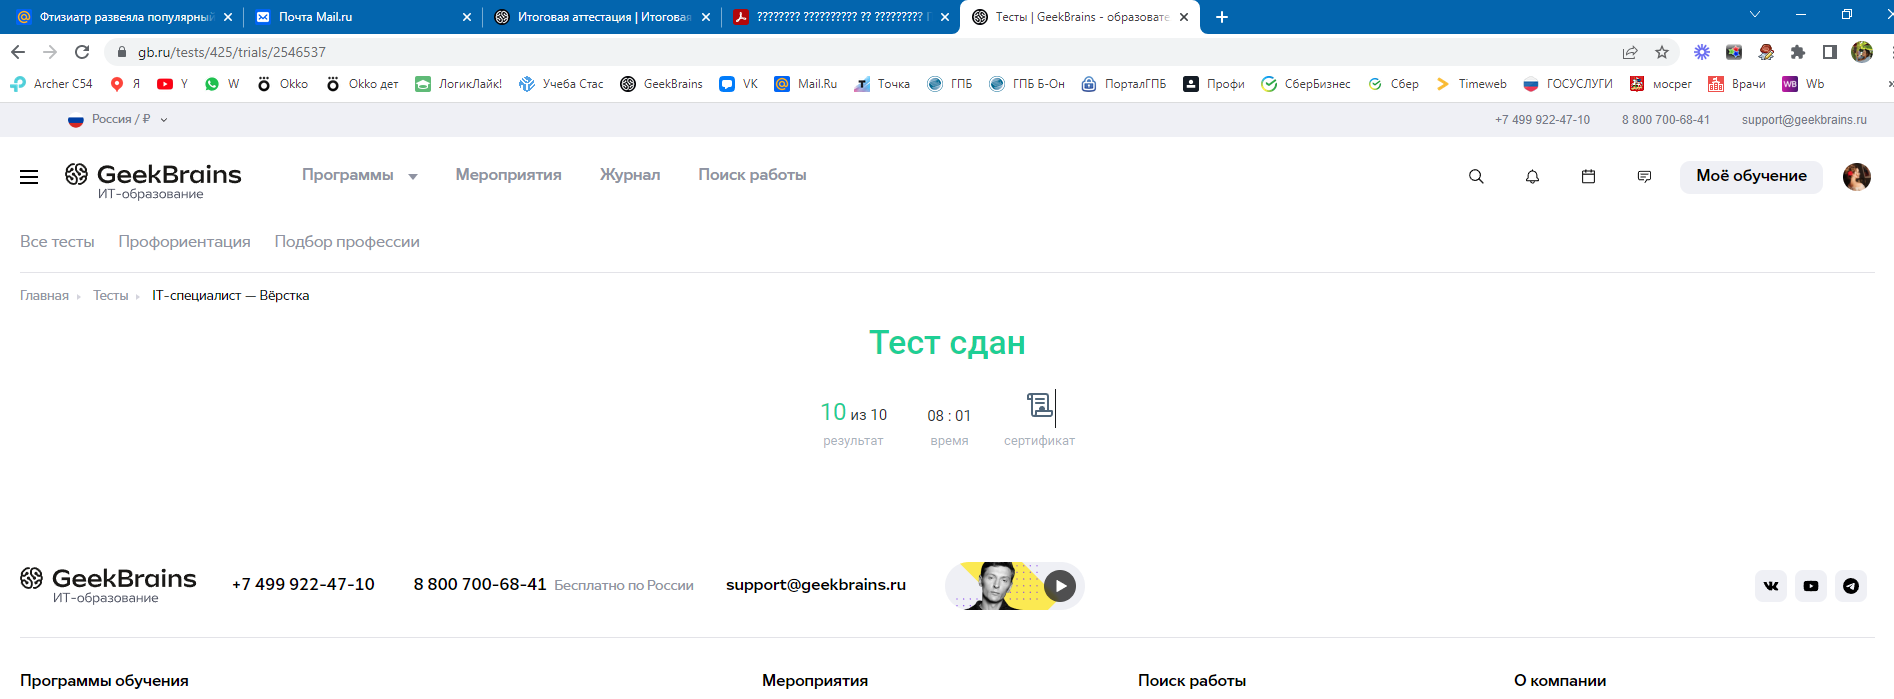 Фтизиатр развеяла популярный
Почта Mail.ru
Итоговая аттестация | Итоговая
???????? ?????????? ?? ?????????
Тесты | GeekBrains - образовате
gb.ru/tests/425/trials/2546537
Archer C54 Я Y W Okko Okko дет ЛогикЛайк! Учеба Стас GeekBrains VK Mail.Ru Точка ГПБ ГПБ Б-Он ПорталГПБ Профи СберБизнес Сбер Timeweb ГОСУСЛУГИ мосрег Врачи Wb »
Россия / ₽ +7 499 922-47-10 8 800 700-68-41 support@geekbrains.ru
GeekBrains
ИТ-образование
Программы Мероприятия Журнал Поиск работы Моё обучение
Все тесты Профориентация Подбор профессии
Главная Тесты IT-специалист — Вёрстка
Тест сдан
10 из 10 08 : 01
результат время сертификат
GeekBrains
ИТ-образование
+7 499 922-47-10 8 800 700-68-41 Бесплатно по России support@geekbrains.ru
Программы обучения Мероприятия Поиск работы О компании